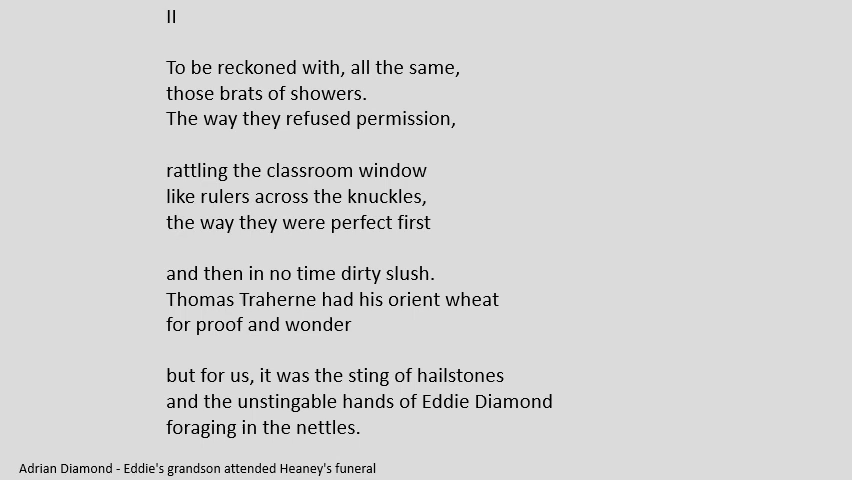 II
To be reckoned with, all the same,
those brats of showers.
The way they refused permission,
rattling the classroom window
like rulers across the knuckles,
the way they were perfect first
and then in no time dirty slush.
Thomas Traherne had his orient wheat
for proof and wonder
but for us, it was the sting of hailstones
and the unstingable hands of Eddie Diamond
foraging in the nettles.
Adrian Diamond - Eddie's grandson attended Heaney's funeral